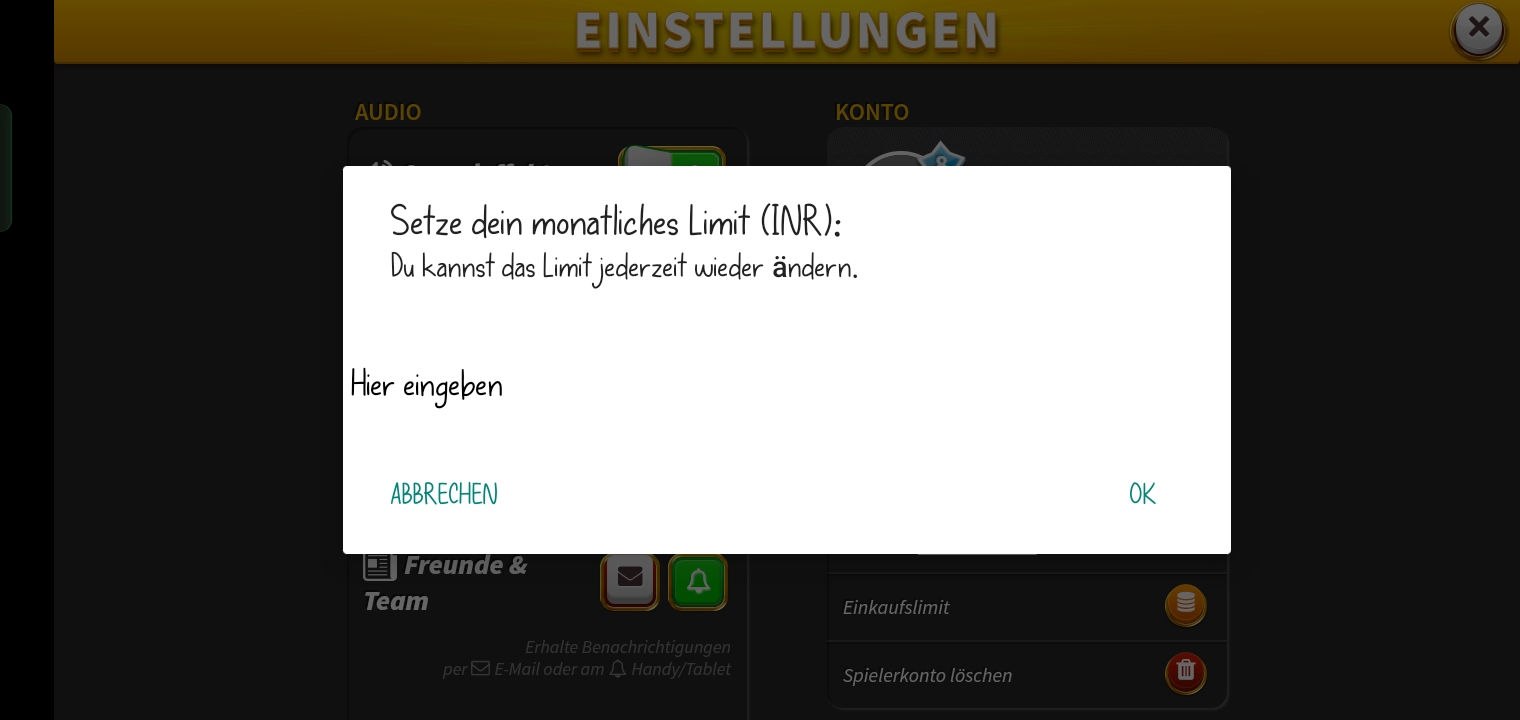 EINSTELLUNGEN
AUDIO
KONTO
8
Setze dein monatliches Limit (INR):
Du kannst das Limit jederzeit wieder ändern.
Hier eingeben
ABBRECHEN
OK
Freunde &
Team
Erhalte Benachrichtigungen
per E-Mail oder am Handy/Tablet
Einkaufslimit
Spielerkonto löschen